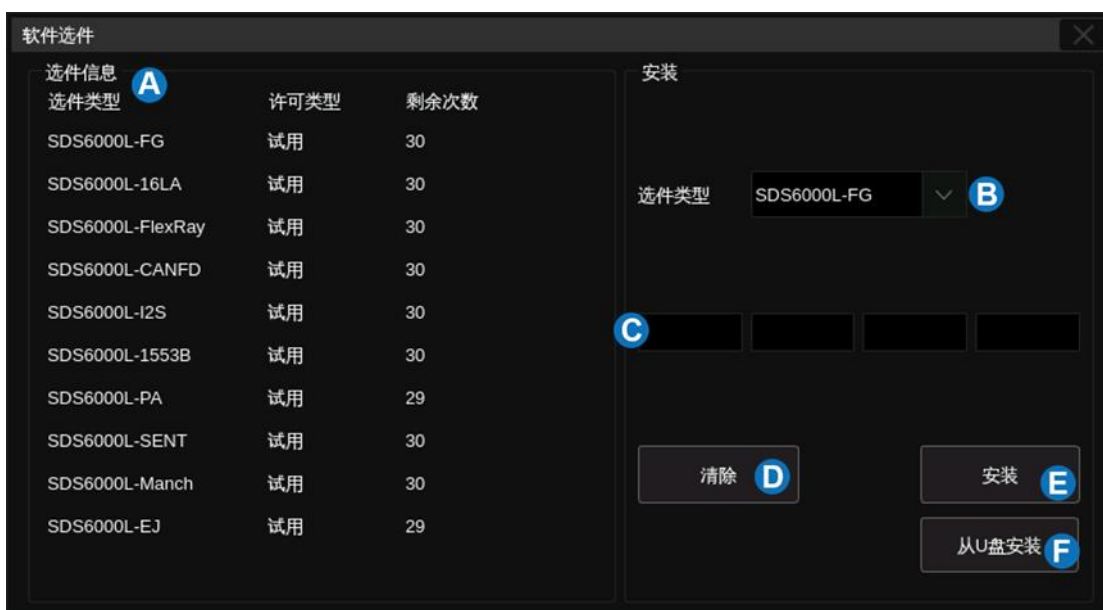 软件选件
选件信息 A
选件类型 许可类型 剩余次数
SDS6000L-FG 试用 30
SDS6000L-16LA 试用 30
SDS6000L-FlexRay 试用 30
SDS6000L-CANFD 试用 30
SDS6000L-I2S 试用 30
SDS6000L-1553B 试用 30
SDS6000L-PA 试用 29
SDS6000L-SENT 试用 30
SDS6000L-Manch 试用 30
SDS6000L-EJ 试用 29
安装
选件类型 SDS6000L-FG B
C
清除 D
安装 E
从U盘安装 F